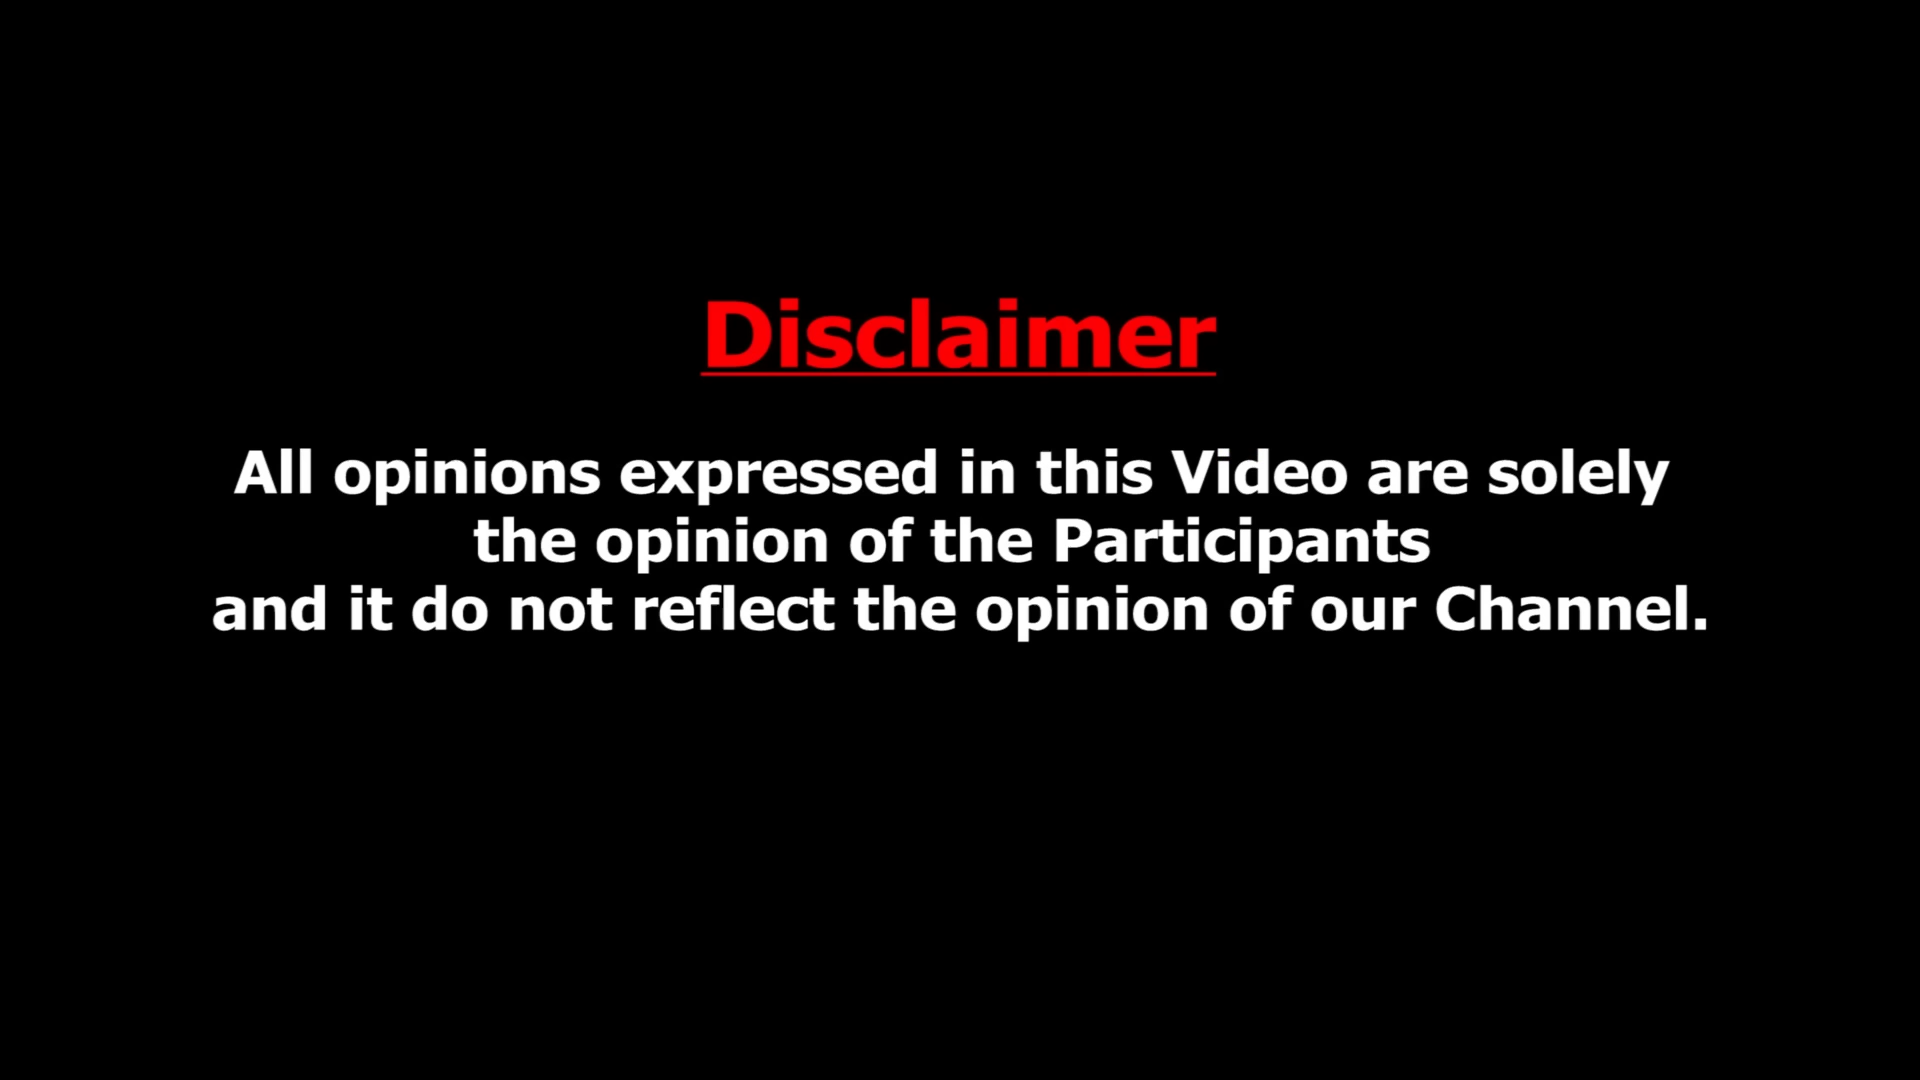 Disclaimer
All opinions expressed in this Video are solely
the opinion of the Participants
and it do not reflect the opinion of our Channel.